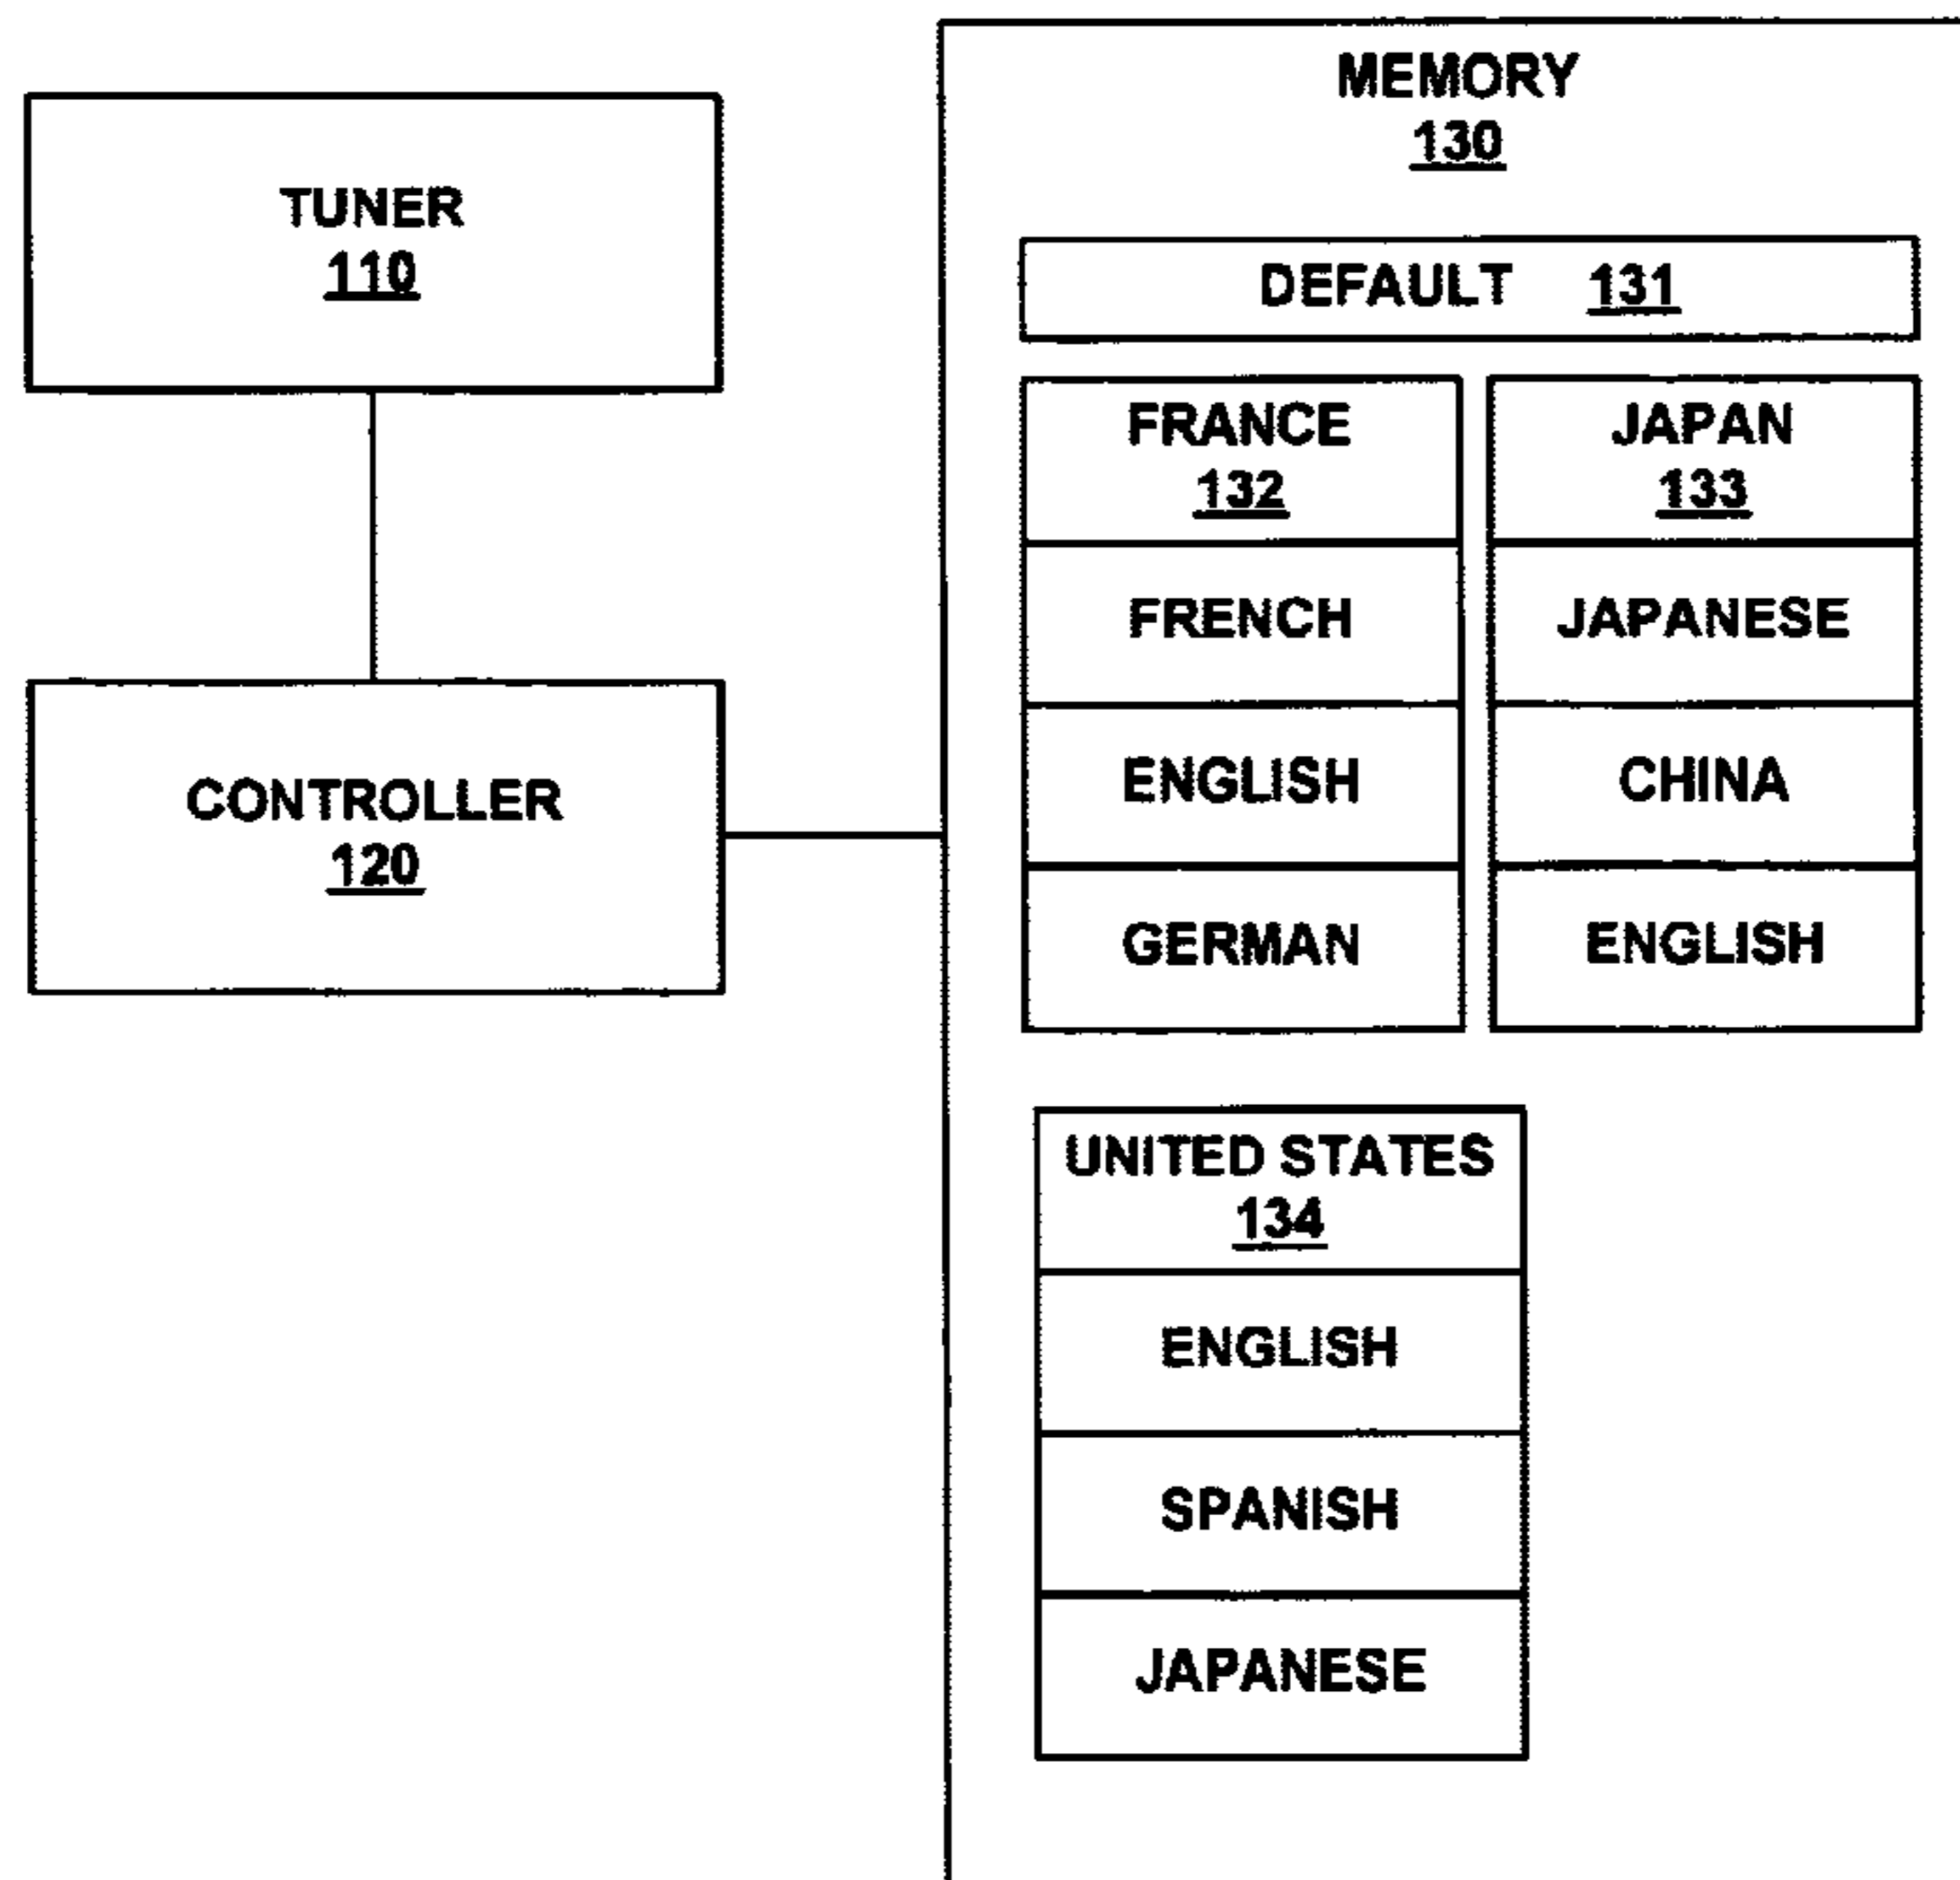 TUNER
110
CONTROLLER
120
MEMORY
130
DEFAULT 131
FRANCE
132
FRENCH
ENGLISH
GERMAN
JAPAN
133
JAPANESE
CHINA
ENGLISH
UNITED STATES
134
ENGLISH
SPANISH
JAPANESE